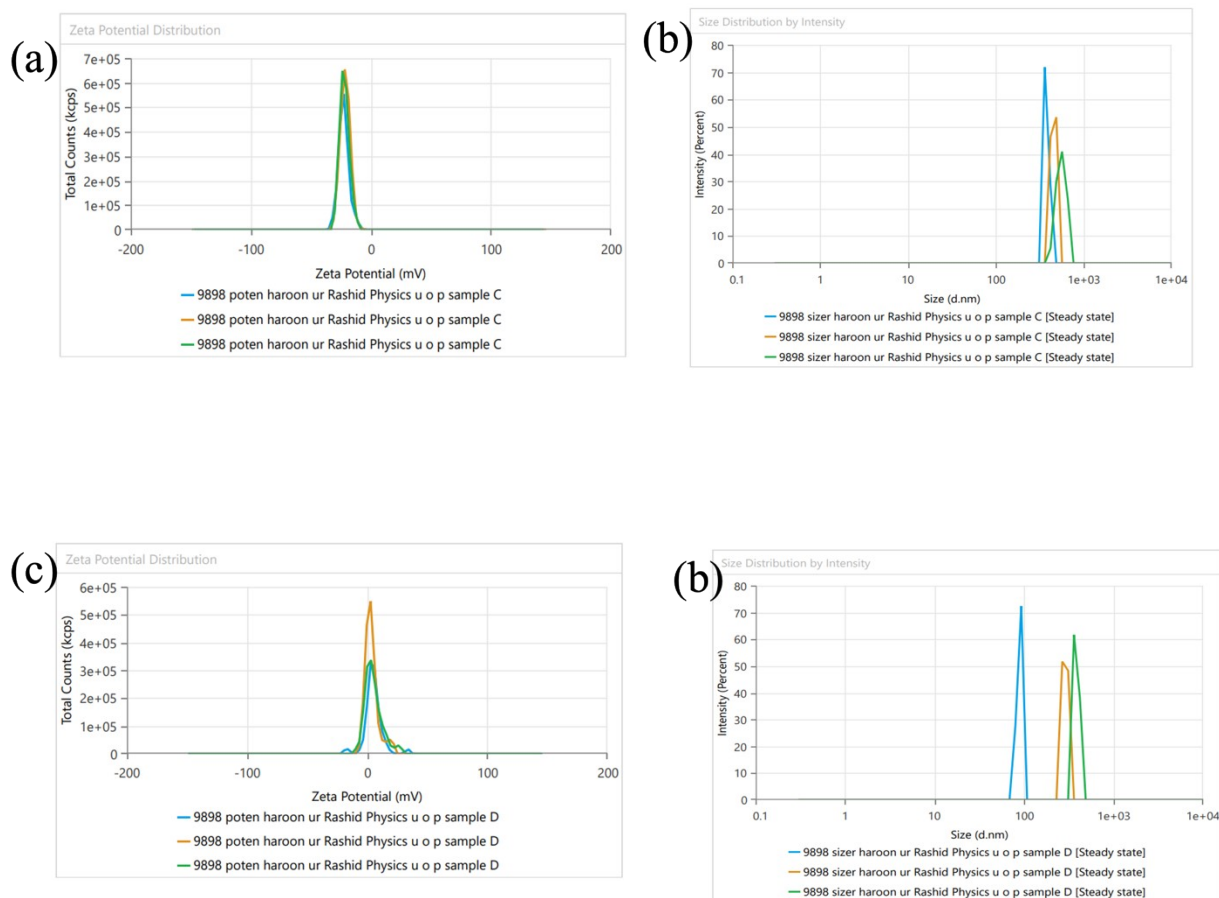 (a)
Zeta Potential Distribution
Total Counts (kcps)
7e+05
6e+05
5e+05
4e+05
3e+05
2e+05
1e+05
0
-200 -100 0 100 200
Zeta Potential (mV)
9898 poten haroon ur Rashid Physics u o p sample C
9898 poten haroon ur Rashid Physics u o p sample C
9898 poten haroon ur Rashid Physics u o p sample C
(b)
Size Distribution by Intensity
Intensity (Percent)
80
70
60
50
40
30
20
10
0
0.1 1 10 100 1e+03 1e+04
Size (d.nm)
9898 sizer haroon ur Rashid Physics u o p sample C [Steady state]
9898 sizer haroon ur Rashid Physics u o p sample C [Steady state]
9898 sizer haroon ur Rashid Physics u o p sample C [Steady state]
(c)
Zeta Potential Distribution
Total Counts (kcps)
6e+05
5e+05
4e+05
3e+05
2e+05
1e+05
0
-200 -100 0 100 200
Zeta Potential (mV)
9898 poten haroon ur Rashid Physics u o p sample D
9898 poten haroon ur Rashid Physics u o p sample D
9898 poten haroon ur Rashid Physics u o p sample D
(b)
Size Distribution by Intensity
Intensity (Percent)
80
70
60
50
40
30
20
10
0
0.1 1 10 100 1e+03 1e+04
Size (d.nm)
9898 sizer haroon ur Rashid Physics u o p sample D [Steady state]
9898 sizer haroon ur Rashid Physics u o p sample D [Steady state]
9898 sizer haroon ur Rashid Physics u o p sample D [Steady state]